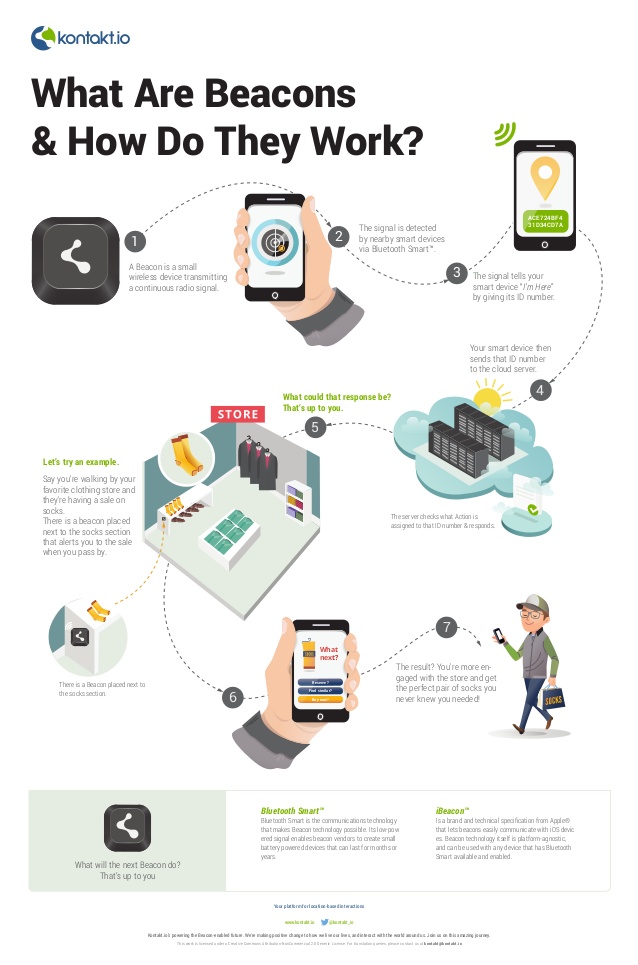 kontakt.io
What Are Beacons
& How Do They Work?
ACE724BF4
31D34CD7A
1
A Beacon is a small
wireless device transmitting
a continuous radio signal.
2
The signal is detected
by nearby smart devices
via Bluetooth Smart™.
3
The signal tells your
smart device "I'm Here"
by giving its ID number.
Your smart device then
sends that ID number
to the cloud server.
4
What could that response be?
That's up to you.
5
STORE
Let's try an example.
Say you're walking by your
favorite clothing store and
they're having a sale on
socks.
There is a beacon placed
next to the socks section
that alerts you to the sale
when you pass by.
The server checks what Action is
assigned to that ID number & responds.
There is a Beacon placed next to
the socks section.
6
What
next?
Find similar?
7
The result? You're more en-
gaged with the store and get
the perfect pair of socks you
never knew you needed!
SOCKS
What will the next Beacon do?
That's up to you
Bluetooth Smart™
Bluetooth Smart is the communications technology
that makes Beacon technology possible. Its low-pow
ered signal enables beacon vendors to create small
battery powered devices that can last for months or
years.
iBeacon™
Is a brand and technical specification from Apple®
that lets beacons easily communicate with iOS devic
es. Beacon technology itself is platform-agnostic,
and can be used with any device that has Bluetooth
Smart available and enabled.
Your platform for location-based interactions
www.kontakt.io @kontakt_io
Kontakt.io is powering the beacon-enabled future. We're making positive change to how we live our lives, and interact with the world around us. Join us on this amazing journey.
This work is licensed under a Creative Commons Attribution-NonCommercial 2.0 Generic License. For translation queries, please contact us at kontakt@kontakt.io